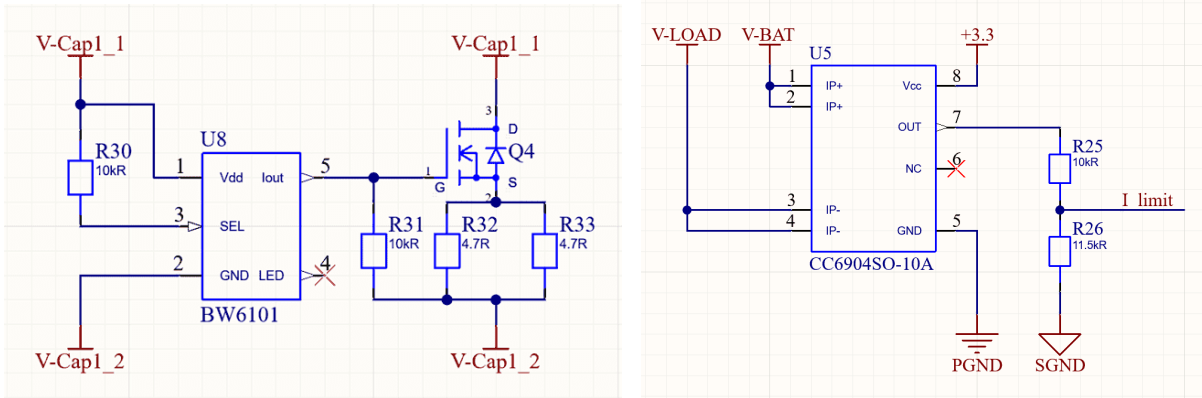 V-Cap1_1
V-Cap1_1
R30
10kR
U8
1
Vdd
Iout
5
3
SEL
2
GND
LED
4
BW6101
V-Cap1_2
3
D
Q4
1
G
S
2
R31
10kR
R32
4.7R
R33
4.7R
V-Cap1_2
V-LOAD
V-BAT
+3.3
U5
1
IP+
Vcc
8
2
IP+
OUT
7
NC
6
3
IP-
4
IP-
GND
5
CC6904SO-10A
R25
10kR
I_limit
R26
11.5kR
PGND
SGND